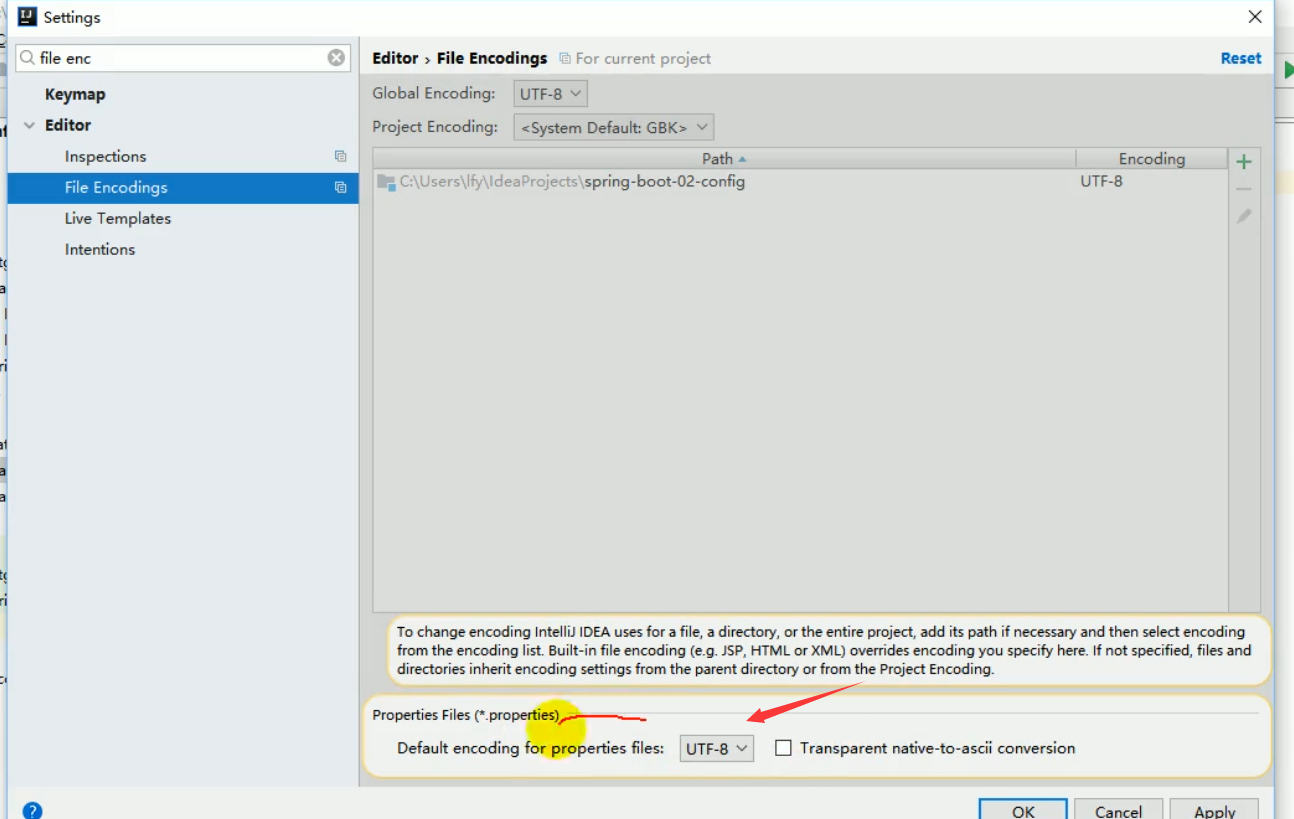 Settings
file enc
Keymap
Editor
Inspections
File Encodings
Live Templates
Intentions
Editor › File Encodings For current project
Reset
Global Encoding: UTF-8
Project Encoding: <System Default: GBK>
Path Encoding
C:\Users\lfy\IdeaProjects\spring-boot-02-config UTF-8
To change encoding IntelliJ IDEA uses for a file, a directory, or the entire project, add its path if necessary and then select encoding
from the encoding list. Built-in file encoding (e.g. JSP, HTML or XML) overrides encoding you specify here. If not specified, files and
directories inherit encoding settings from the parent directory or from the Project Encoding.
Properties Files (*.properties)
Default encoding for properties files: UTF-8 Transparent native-to-ascii conversion
? OK Cancel Apply